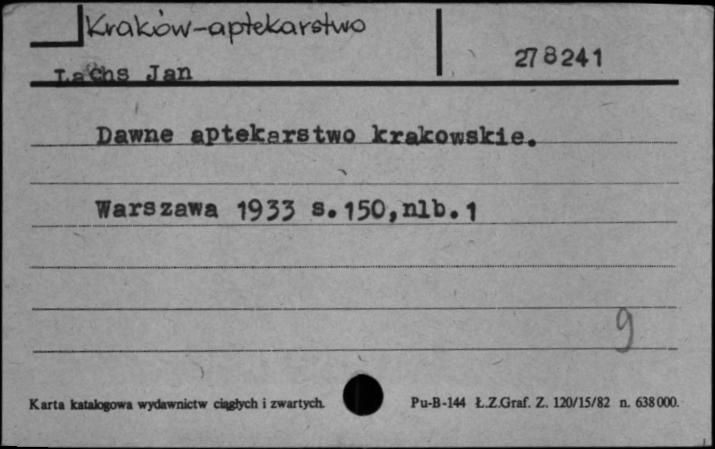 Kraków-aptekarstwo
278241
Lachs Jan
Dawne aptekarstwo krakowskie.
Warszawa 1933 s.150,nlb.1
9
Karta katalogowa wydawnictw ciągłych i zwartych. Pu-B-144 Ł.Z.Graf. Z. 120/15/82 n. 638000.